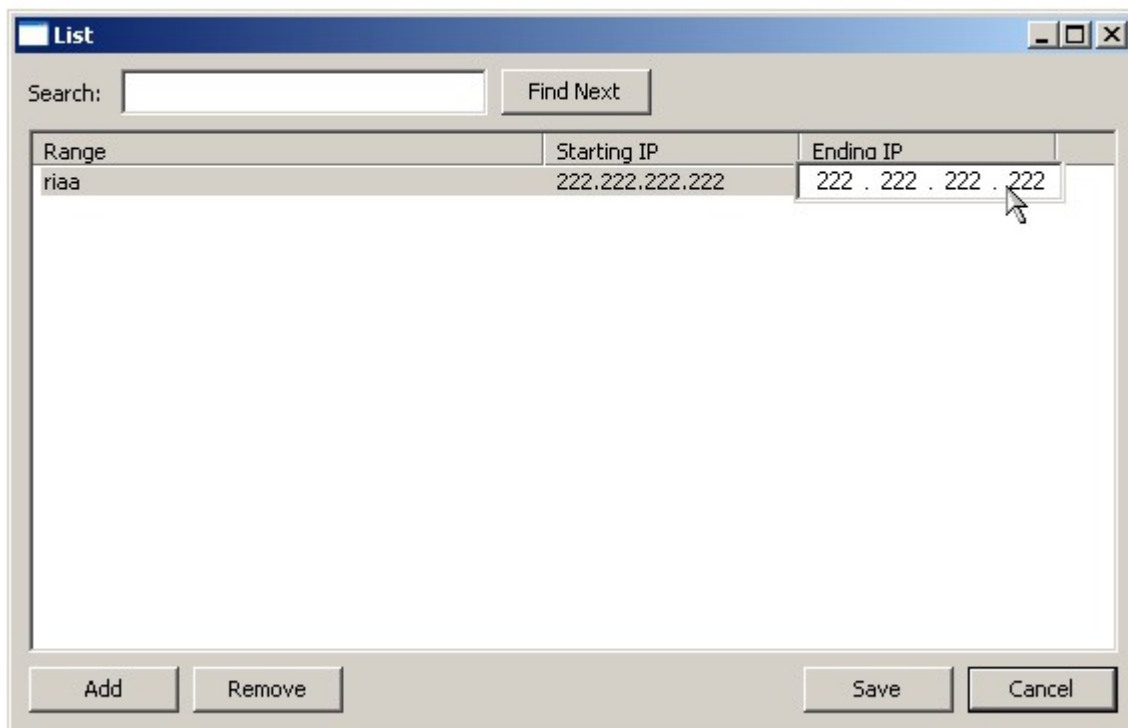 List
Search: Find Next
Range Starting IP Ending IP
riaa 222.222.222.222 222 . 222 . 222 . 222
Add Remove Save Cancel